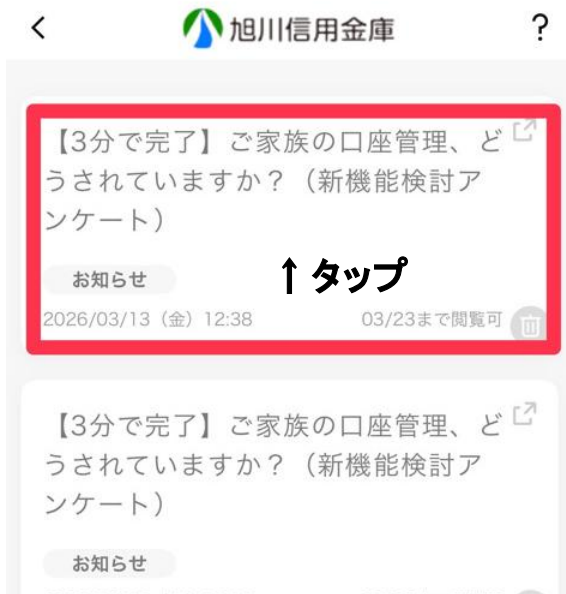 旭川信用金庫
?
【3分で完了】ご家族の口座管理、ど
うされていますか？（新機能検討ア
ンケート）
↑タップ
お知らせ
2026/03/13（金）12:38 03/23まで閲覧可
【3分で完了】ご家族の口座管理、ど
うされていますか？（新機能検討ア
ンケート）
お知らせ